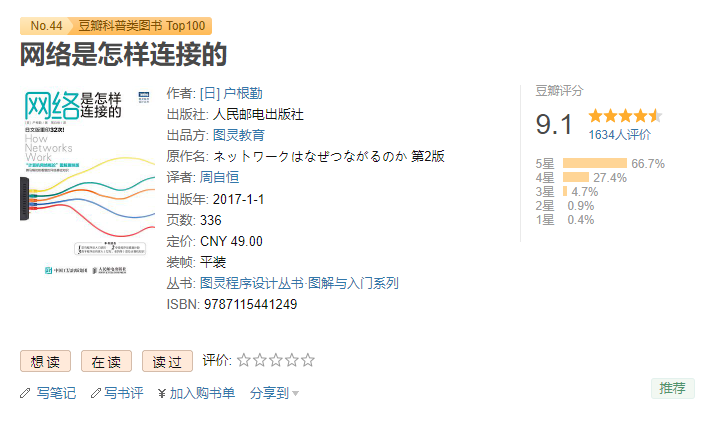 No.44 豆瓣科普类图书 Top100
网络是怎样连接的
网络是怎样连接的
日文版重印32次!
How
Networks
Work
作者: [日] 户根勤
出版社: 人民邮电出版社
出品方: 图灵教育
原作名: ネットワークはなぜつながるのか 第2版
译者: 周自恒
出版年: 2017-1-1
页数: 336
定价: CNY 49.00
装帧: 平装
丛书: 图灵程序设计丛书·图解与入门系列
ISBN: 9787115441249
豆瓣评分
9.1
1634人评价
5星 66.7%
4星 27.4%
3星 4.7%
2星 0.9%
1星 0.4%
想读 在读 读过 评价:
写笔记 写书评 ¥ 加入购书单 分享到
推荐